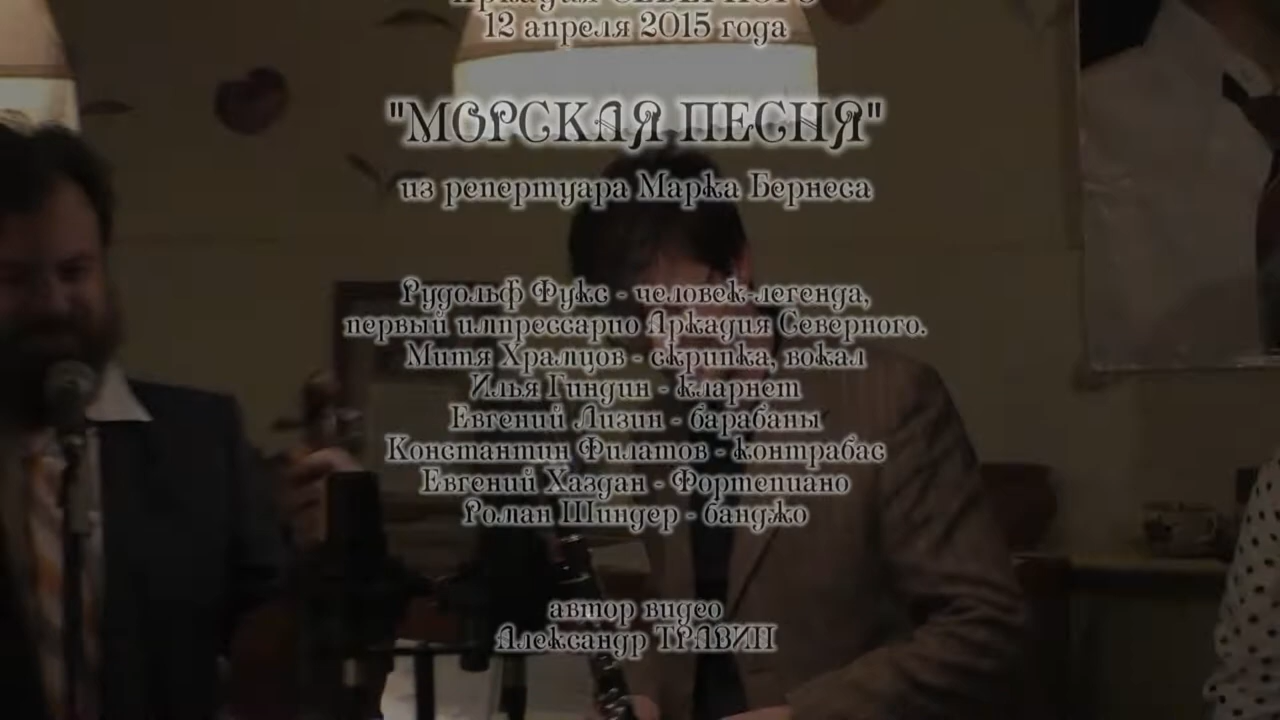 Аркадия СЕВЕРНОГО
12 апреля 2015 года
"МОРСКАЯ ПЕСНЯ"
из репертуара Марка Бернеса
Рудольф Фукс - человек-легенда,
первый импрессарио Аркадия Северного.
Митя Храмцов - скрипка, вокал
Илья Гиндин - кларнет
Евгений Лизин - барабаны
Константин Филатов - контрабас
Евгений Хаздан - Фортепиано
Роман Шиндер - банджо
автор видео
Александр ТРАВИН